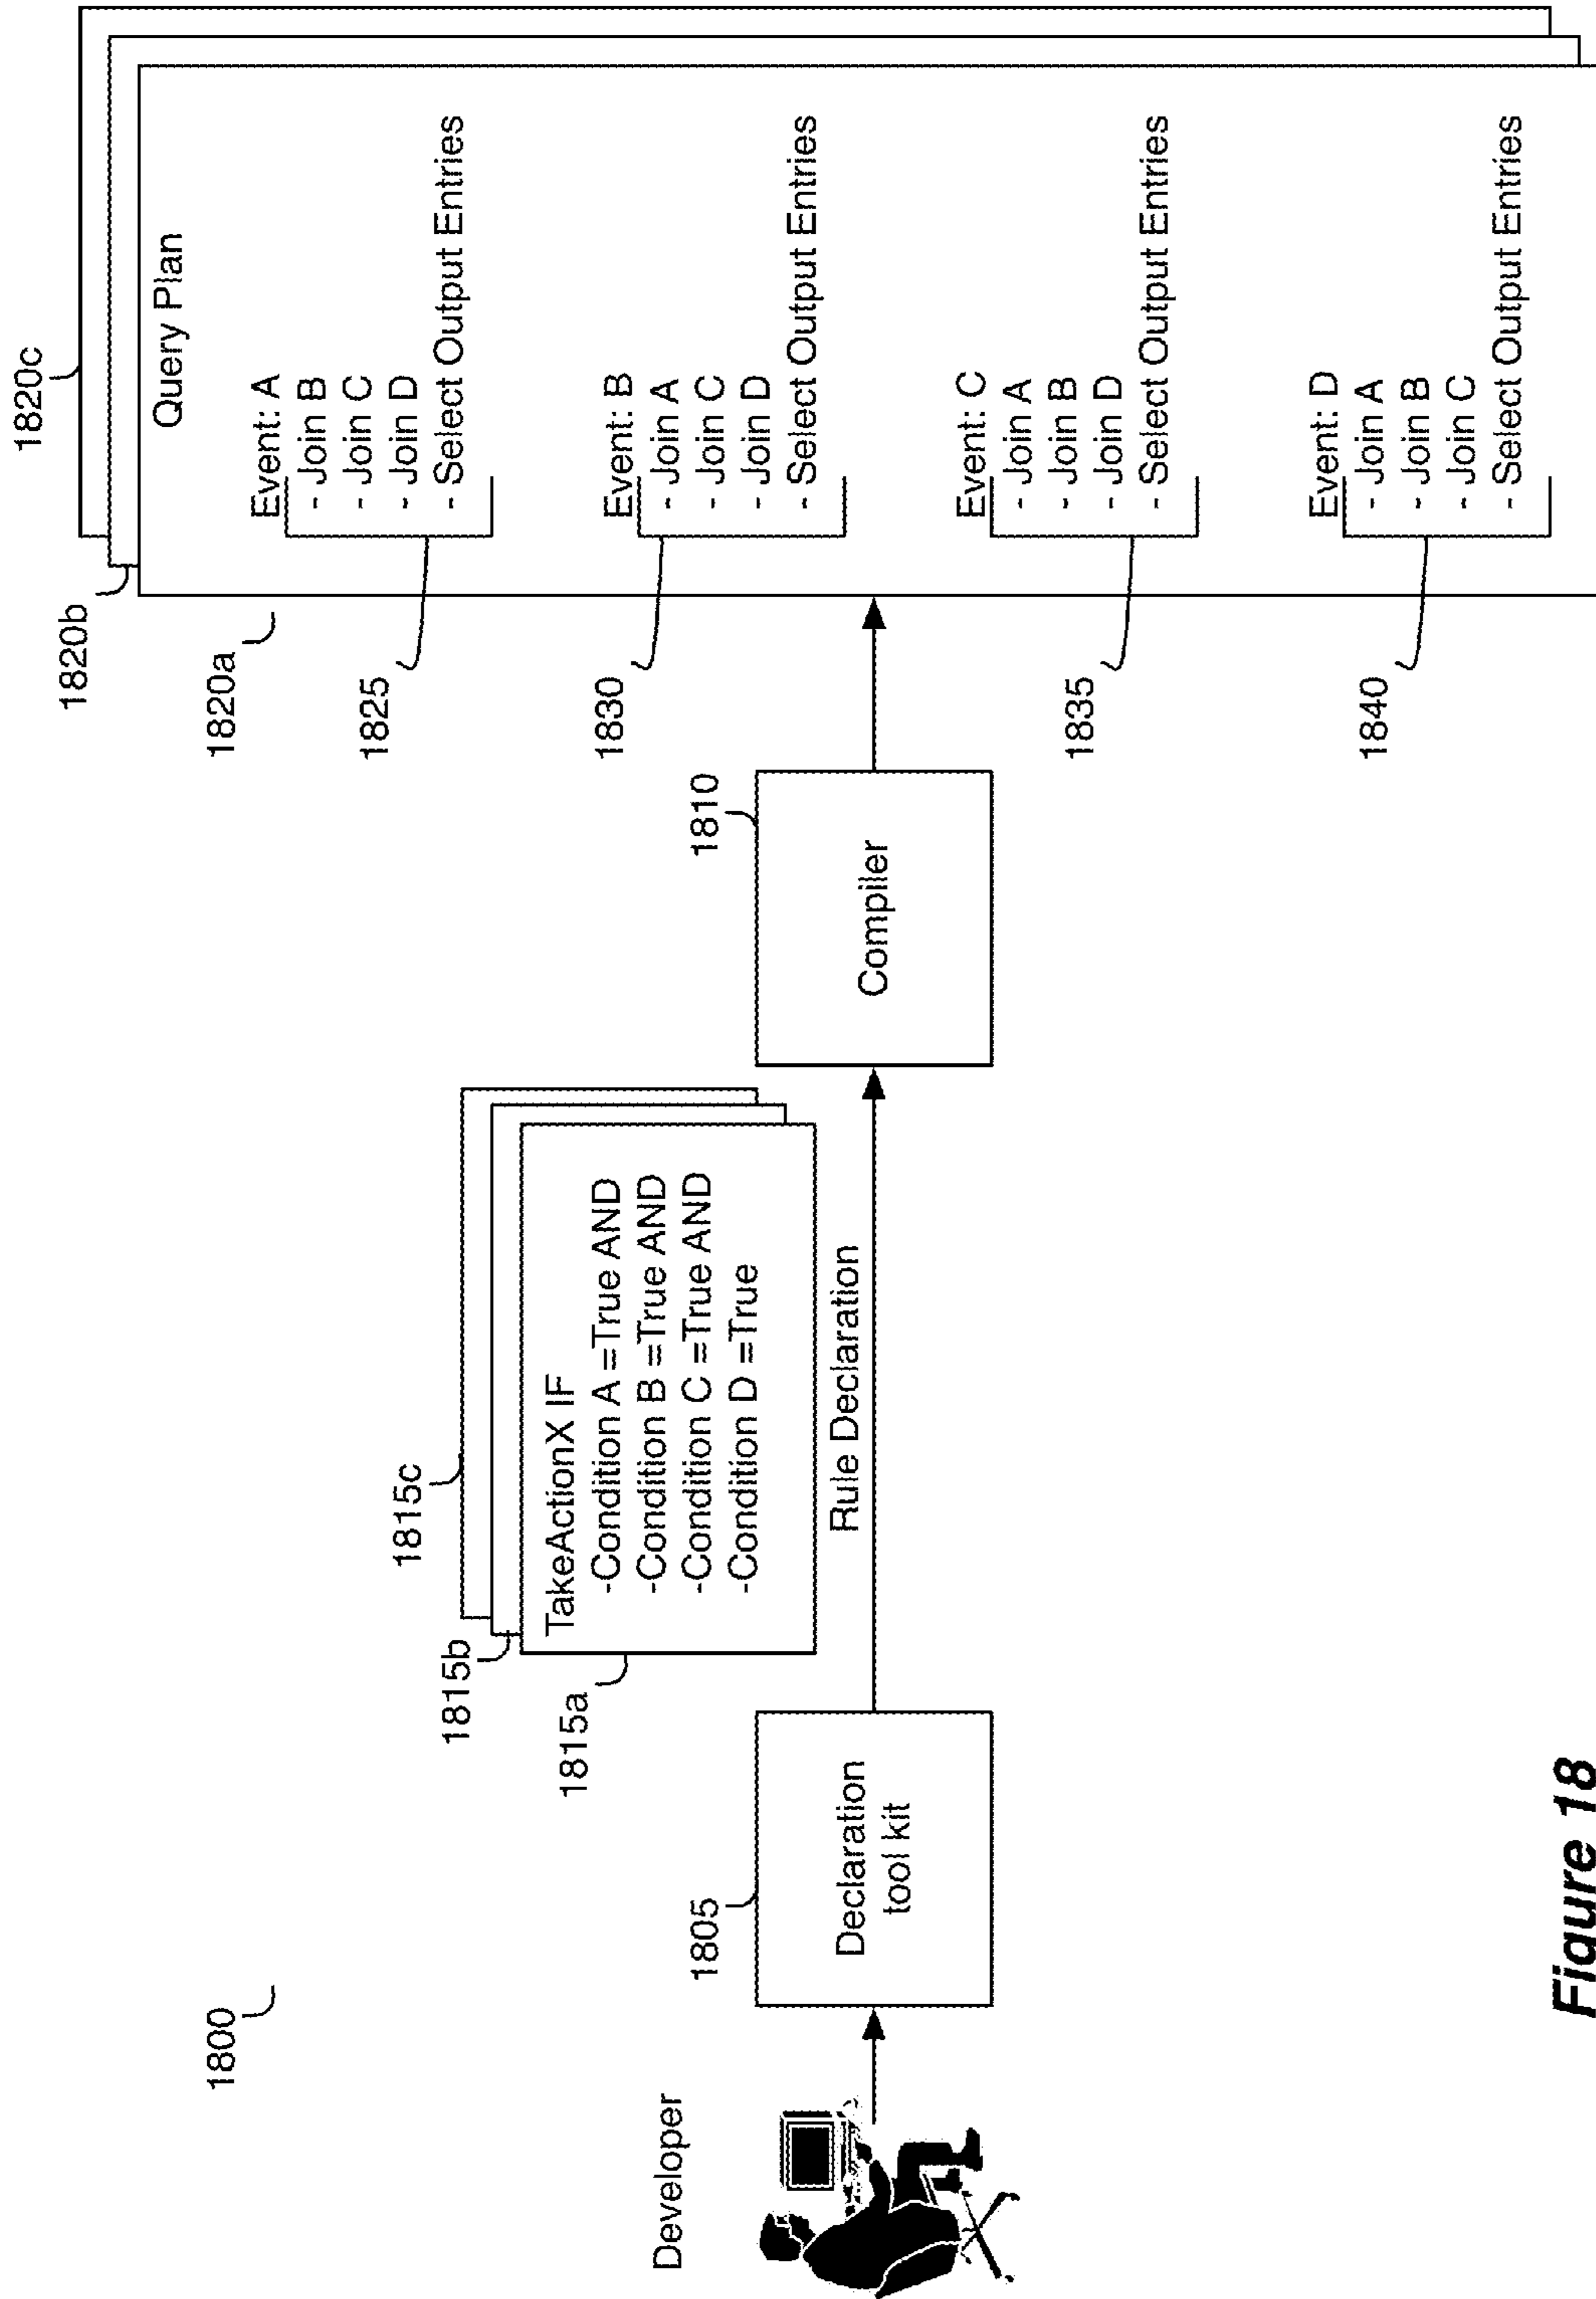 1800
Developer
1805
Declaration
tool kit
1815a
1815b
1815c
TakeActionX IF
-Condition A =True AND
-Condition B =True AND
-Condition C =True AND
-Condition D =True
Rule Declaration
1810
Compiler
1820a
1820b
1820c
Query Plan
1825
Event: A
- Join B
- Join C
- Join D
- Select Output Entries
1830
Event: B
- Join A
- Join C
- Join D
- Select Output Entries
1835
Event: C
- Join A
- Join B
- Join D
- Select Output Entries
1840
Event: D
- Join A
- Join B
- Join C
- Select Output Entries
Figure 18